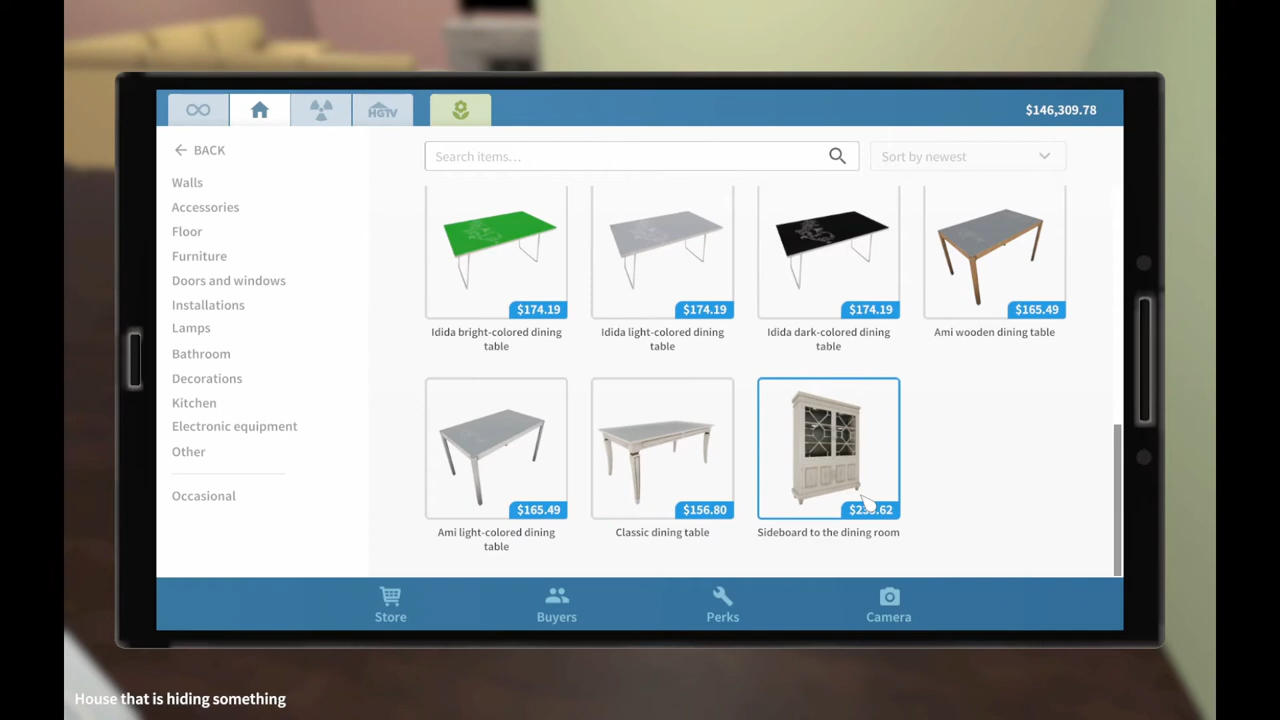 HGTV
$146,309.78
BACK
Search items...
Sort by newest
Walls
Accessories
Floor
Furniture
Doors and windows
Installations
Lamps
Bathroom
Decorations
Kitchen
Electronic equipment
Other
Occasional
$174.19
$174.19
$174.19
$165.49
Idida bright-colored dining
table
Idida light-colored dining
table
Idida dark-colored dining
table
Ami wooden dining table
$165.49
$156.80
Ami light-colored dining
table
Classic dining table
Sideboard to the dining room
Store
Buyers
Perks
Camera
House that is hiding something